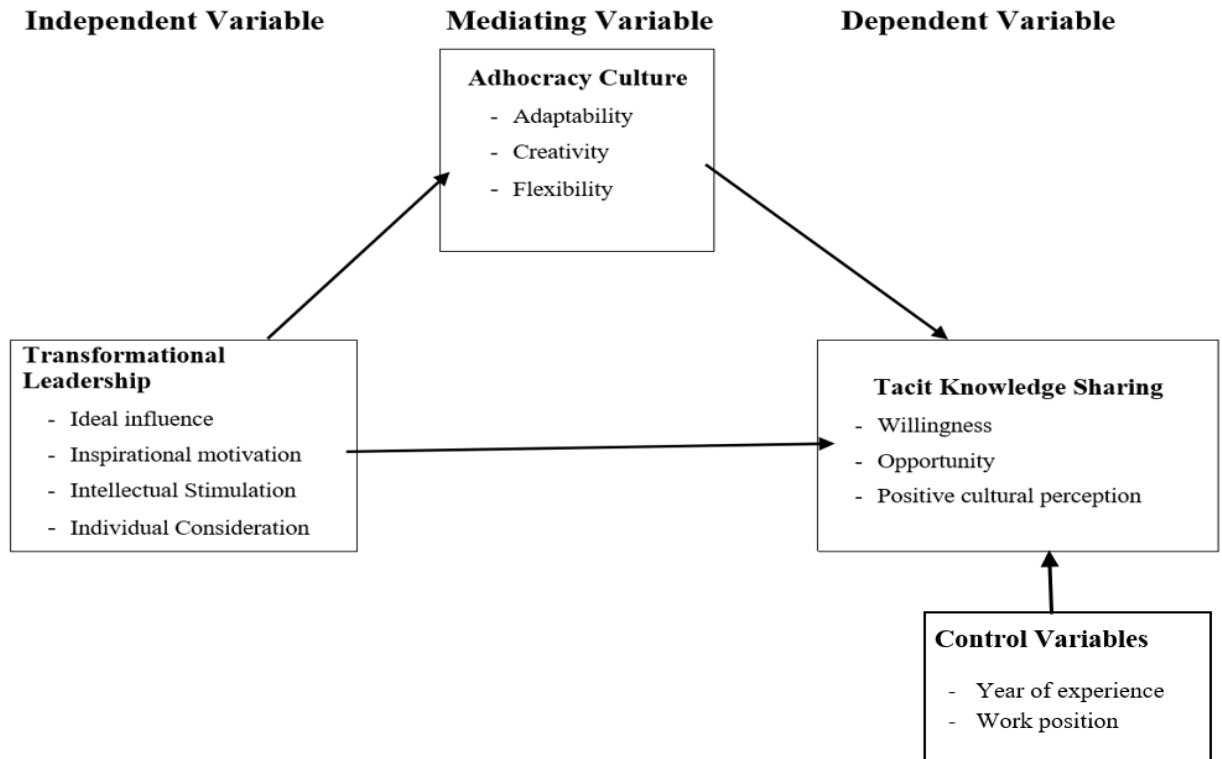 Independent Variable
Mediating Variable
Dependent Variable
Adhocracy Culture
- Adaptability
- Creativity
- Flexibility
Transformational
Leadership
- Ideal influence
- Inspirational motivation
- Intellectual Stimulation
- Individual Consideration
Tacit Knowledge Sharing
- Willingness
- Opportunity
- Positive cultural perception
Control Variables
- Year of experience
- Work position